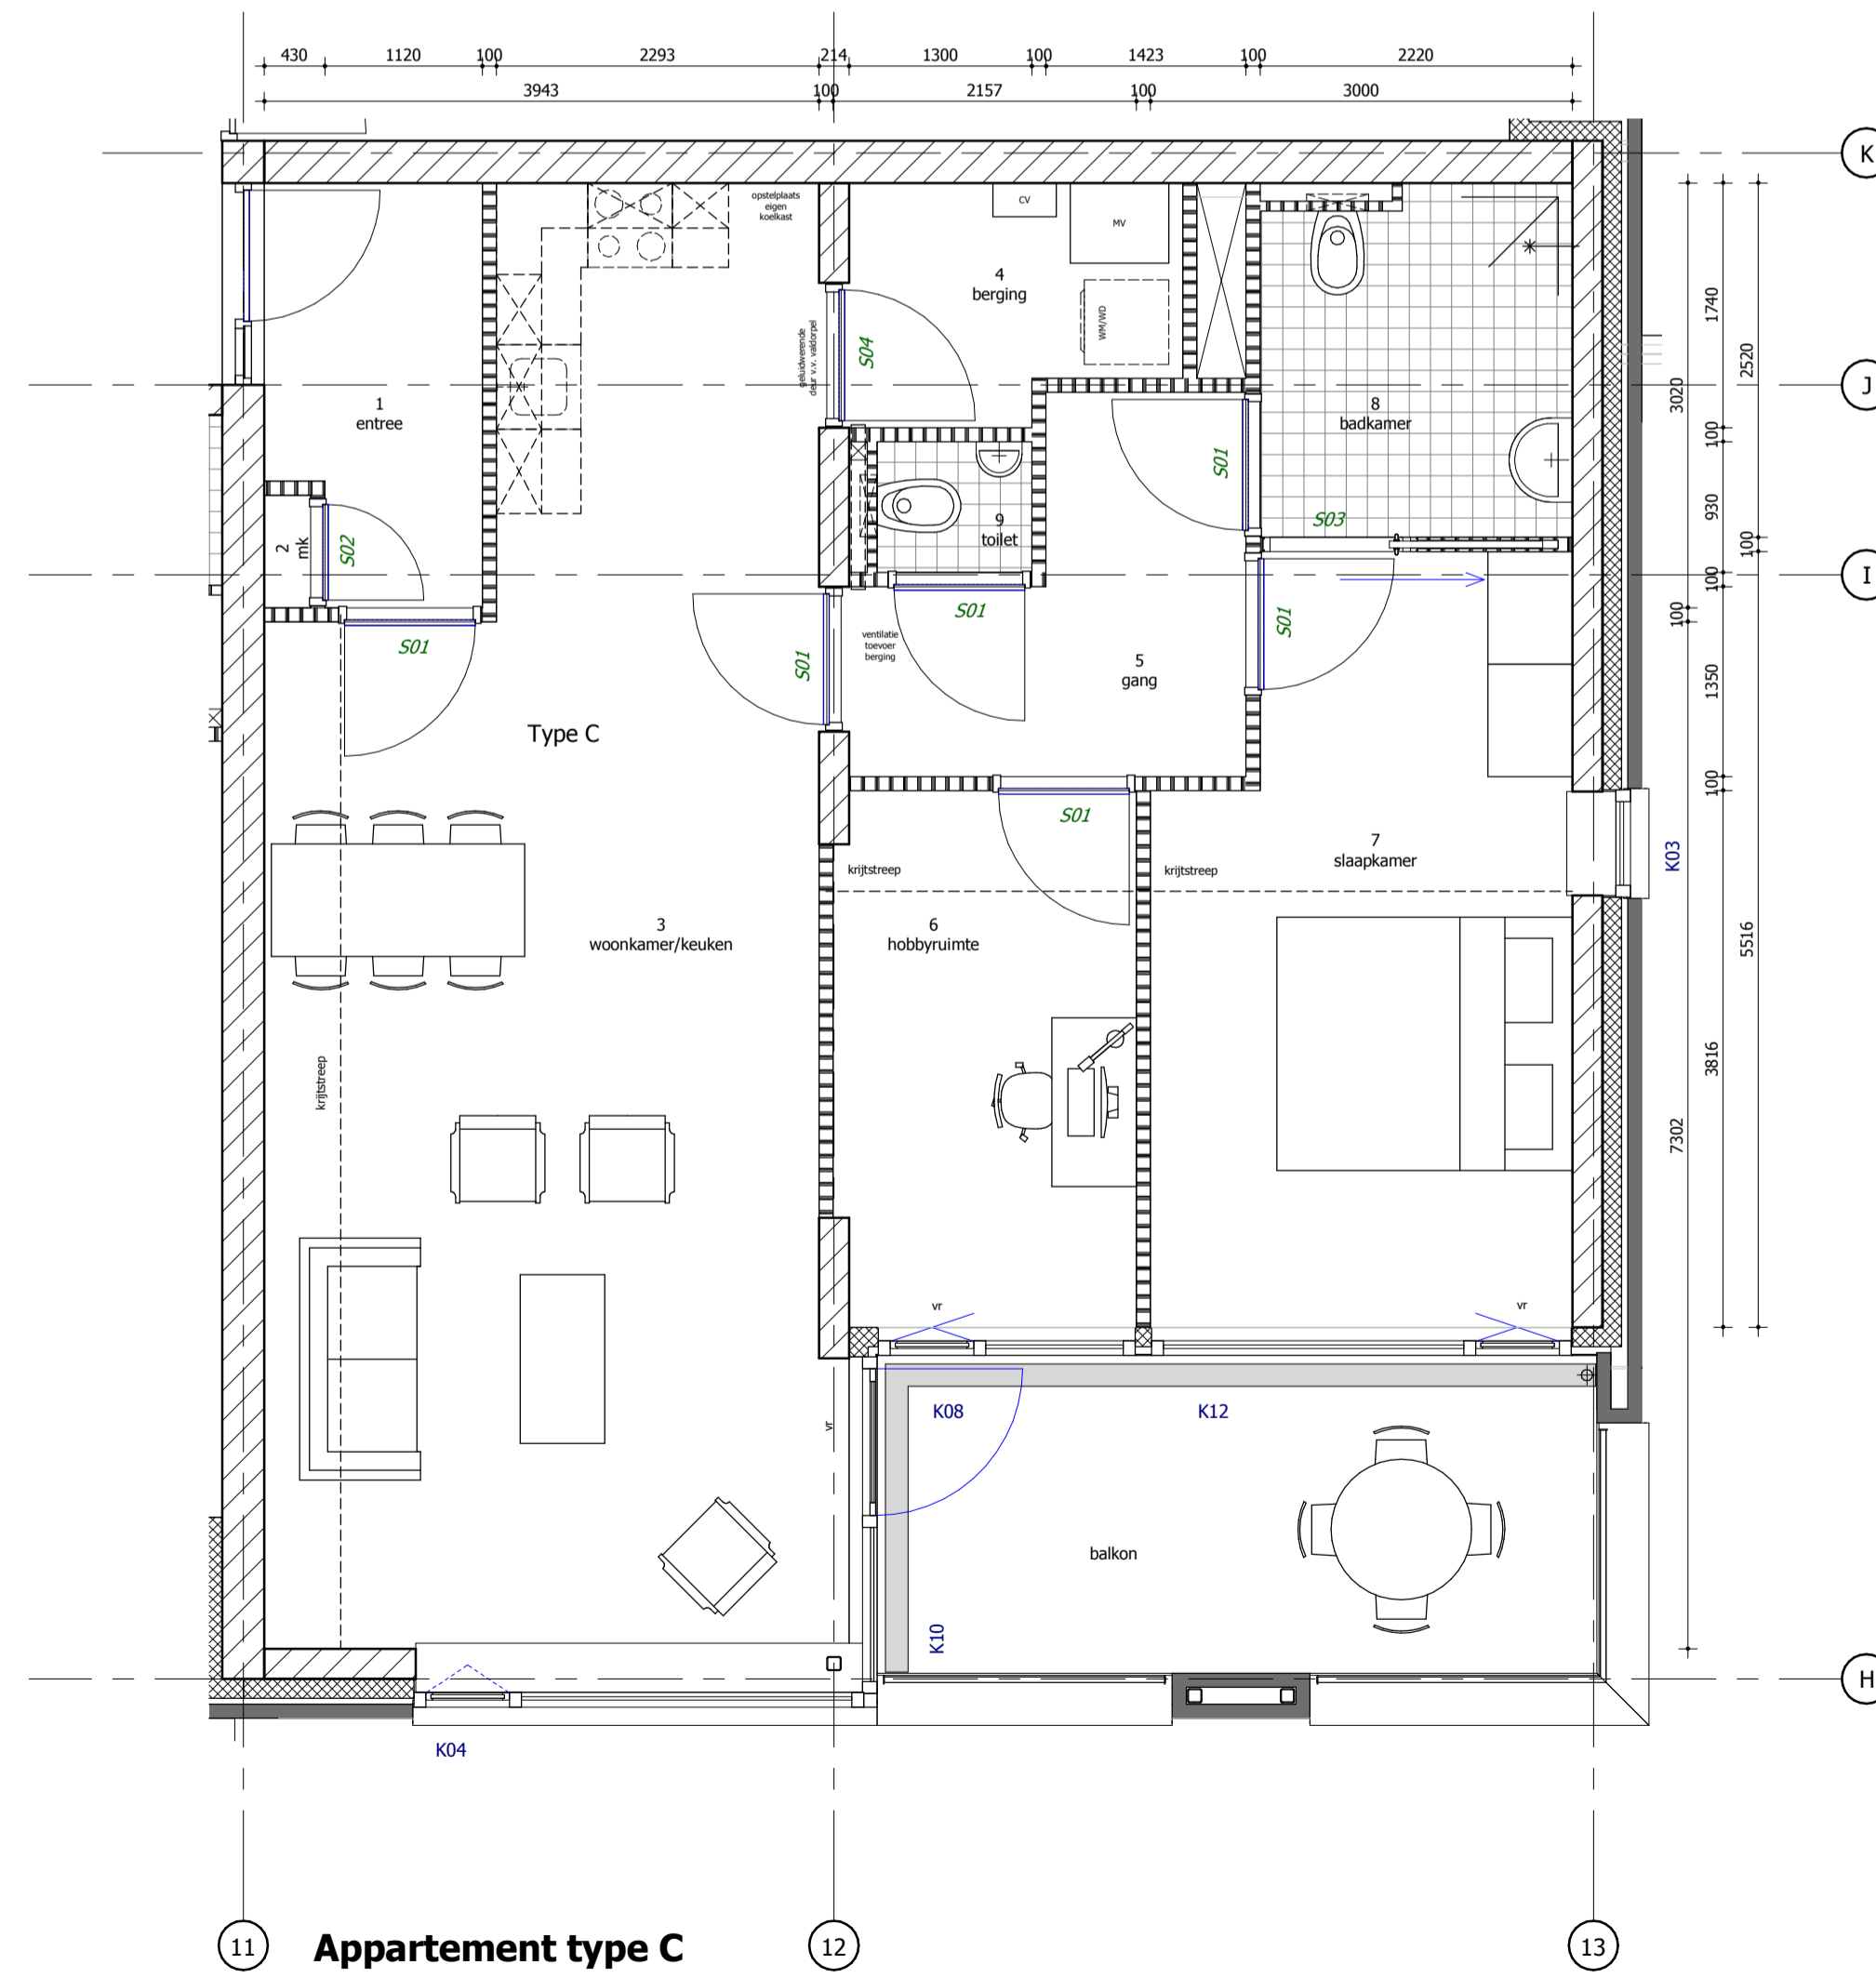 430 1120 100 2293 214 1300 100 1423 100 2220
3943 100 2157 100 3000
K
opstelplaats
eigen
koelkast
CV
MV
4
berging
WM/WD
geluidwerende
deur v.v. valdorpel
S04
1740
2520
J
3020
1
entree
8
badkamer
100
S01
S03
930
9
toilet
2
mk
S02
100
I
100
100
S01
S01
S01
S01
ventilatie
toevoer
berging
5
gang
1350
Type C
100
S01
7
slaapkamer
K03
krijtstreep
krijtstreep
3
woonkamer/keuken
6
hobbyruimte
5516
krijtstreep
3816
7302
vr
vr
K08
K12
vr
balkon
K10
H
K04
11
Appartement type C
12
13